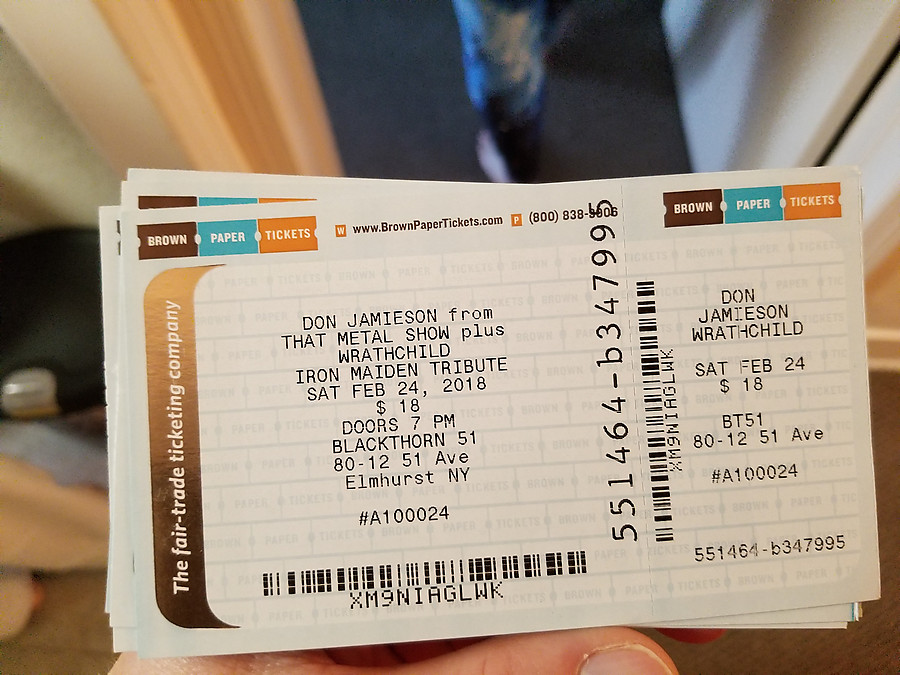 BROWN PAPER TICKETS
W www.BrownPaperTickets.com P (800) 838-3006
The fair-trade ticketing company
DON JAMIESON from
THAT METAL SHOW plus
WRATHCHILD
IRON MAIDEN TRIBUTE
SAT FEB 24, 2018
$ 18
DOORS 7 PM
BLACKTHORN 51
80-12 51 Ave
Elmhurst NY
#A100024
XM9NIAGLWK
551464-b347995
XM9NIAGLWK
BROWN PAPER TICKETS
DON
JAMIESON
WRATHCHILD
SAT FEB 24
$ 18
BT51
80-12 51 Ave
#A100024
551464-b347995